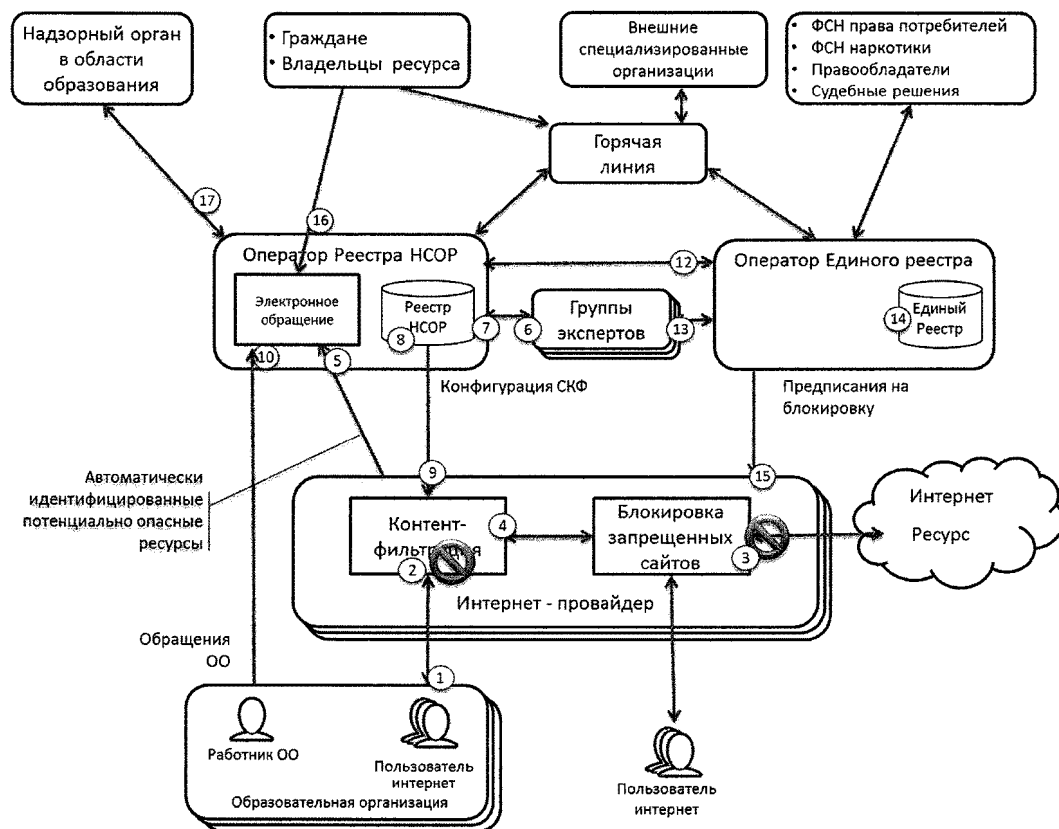 Надзорный орган
в области
образования
• Граждане
• Владельцы ресурса
Внешние
специализированные
организации
• ФСН права потребителей
• ФСН наркотики
• Правообладатели
• Судебные решения
Горячая
линия
17
16
Оператор Реестра НСОР
12
Оператор Единого реестра
Электронное
обращение
Реестр
НСОР
8
7
6
Группы
экспертов
13
14
Единый
Реестр
10
5
Конфигурация СКФ
Предписания на
блокировку
Автоматически
идентифицированные
потенциально опасные
ресурсы
9
15
Контент-
фильтрация
2
4
Блокировка
запрещенных
сайтов
3
Интернет
Ресурс
Интернет - провайдер
Обращения
ОО
1
Работник ОО
Пользователь
интернет
Образовательная организация
Пользователь
интернет